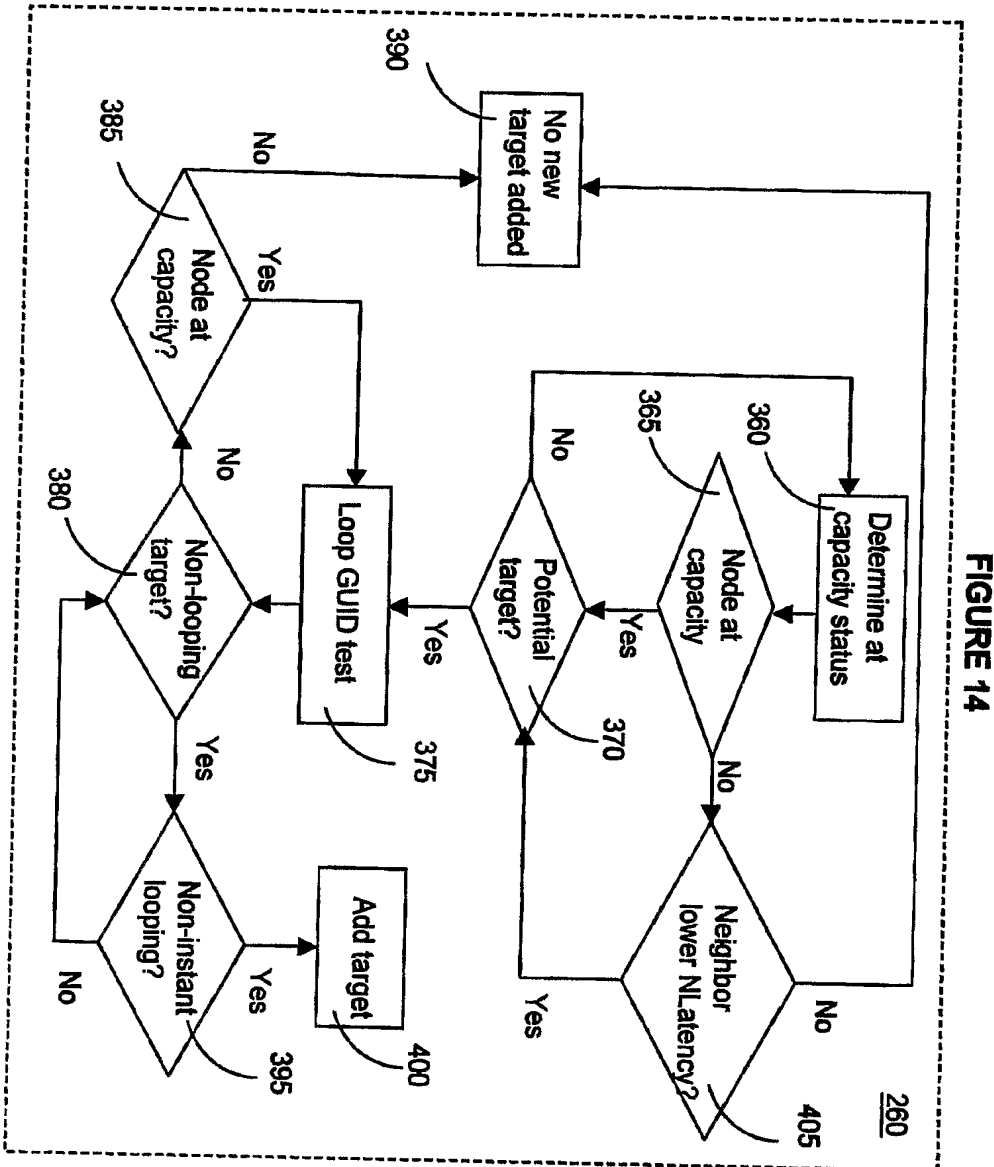 FIGURE 14
260
Determine at
capacity status
360
Node at
capacity
365
No
Yes
Neighbor
lower NLatency?
405
No
Yes
Potential
target?
370
No
Yes
Loop GUID test
375
Non-looping
target?
380
No
Yes
Node at
capacity?
385
Yes
No
No new
target added
390
Non-instant
looping?
395
Yes
No
Add target
400